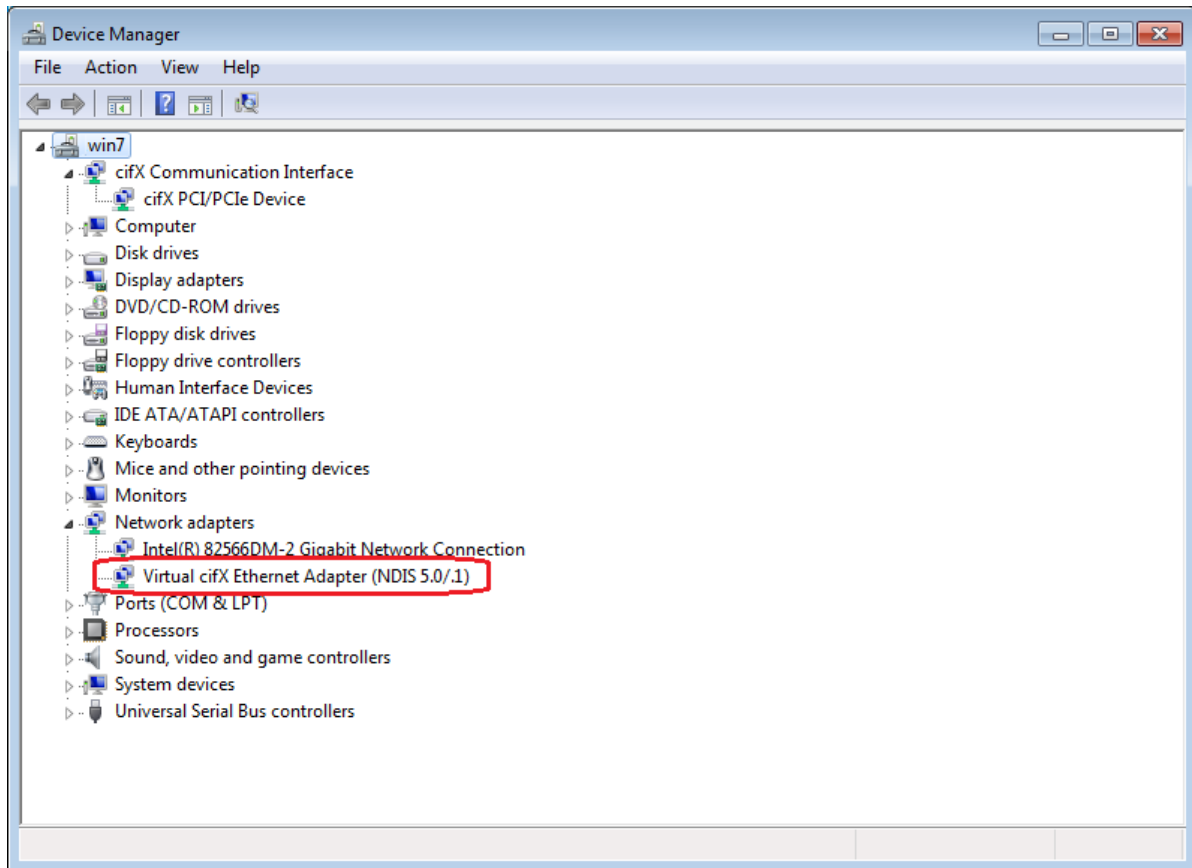 Device Manager
File Action View Help
win7
cifX Communication Interface
cifX PCI/PCIe Device
Computer
Disk drives
Display adapters
DVD/CD-ROM drives
Floppy disk drives
Floppy drive controllers
Human Interface Devices
IDE ATA/ATAPI controllers
Keyboards
Mice and other pointing devices
Monitors
Network adapters
Intel(R) 82566DM-2 Gigabit Network Connection
Virtual cifX Ethernet Adapter (NDIS 5.0/.1)
Ports (COM & LPT)
Processors
Sound, video and game controllers
System devices
Universal Serial Bus controllers